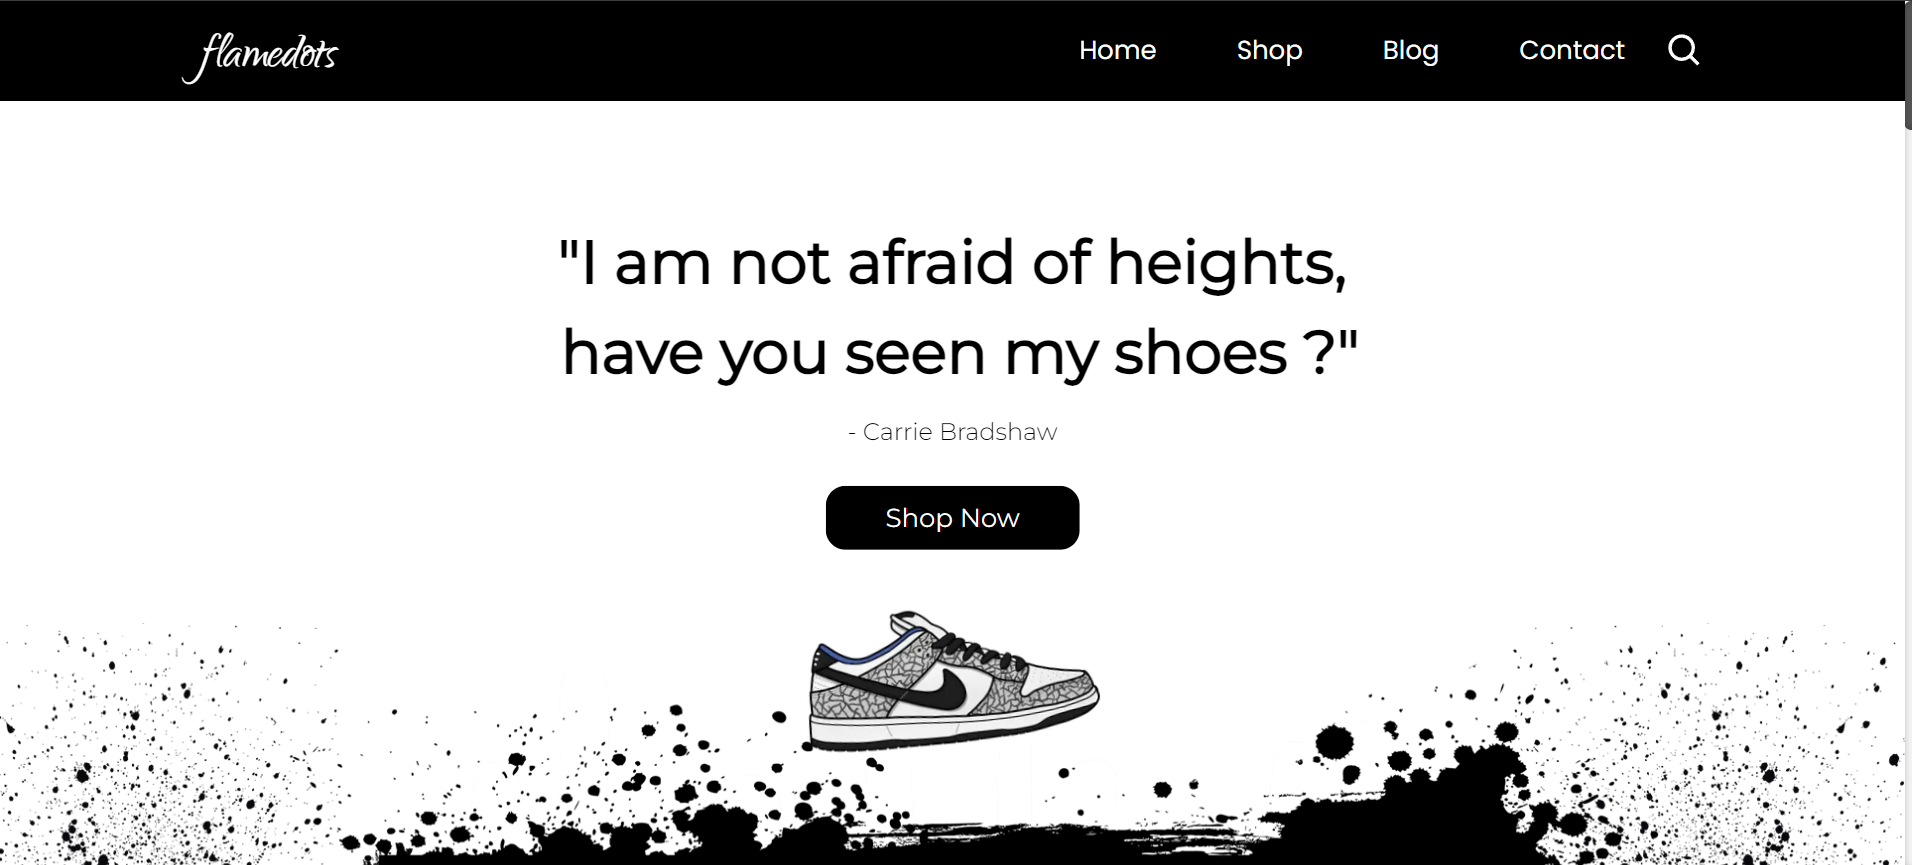 flamedots
Home Shop Blog Contact
"I am not afraid of heights,
have you seen my shoes ?"
- Carrie Bradshaw
Shop Now